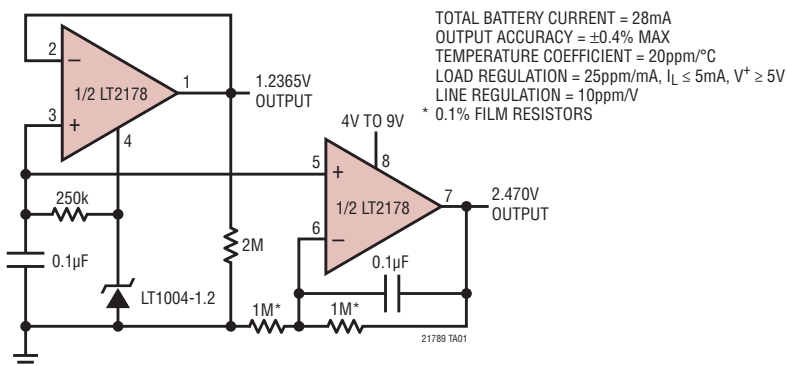 TOTAL BATTERY CURRENT = 28mA
OUTPUT ACCURACY = ±0.4% MAX
TEMPERATURE COEFFICIENT = 20ppm/°C
LOAD REGULATION = 25ppm/mA, IL ≤ 5mA, V+ ≥ 5V
LINE REGULATION = 10ppm/V
* 0.1% FILM RESISTORS
2
–
1/2 LT2178
1
1.2365V
OUTPUT
3
+
4
4V TO 9V
8
5
+
1/2 LT2178
7
2.470V
OUTPUT
6
–
250k
0.1µF
2M
0.1µF
LT1004-1.2
1M*
1M*
21789 TA01